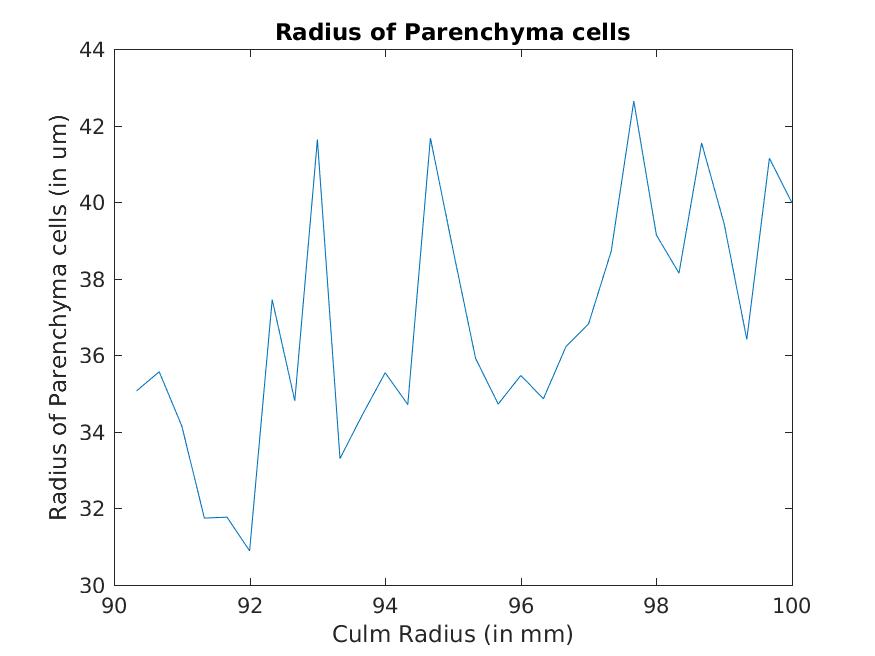 Radius of Parenchyma cells
Radius of Parenchyma cells (in um)
44
42
40
38
36
34
32
30
90 92 94 96 98 100
Culm Radius (in mm)